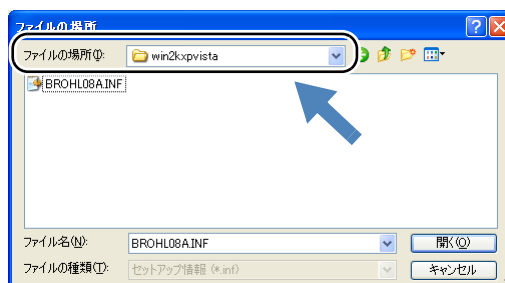 ファイルの場所
ファイルの場所(I): win2kxpvista
BROHL08A.INF
ファイル名(N): BROHL08A.INF 開く(O)
ファイルの種類(T): セットアップ情報 (*.inf) キャンセル